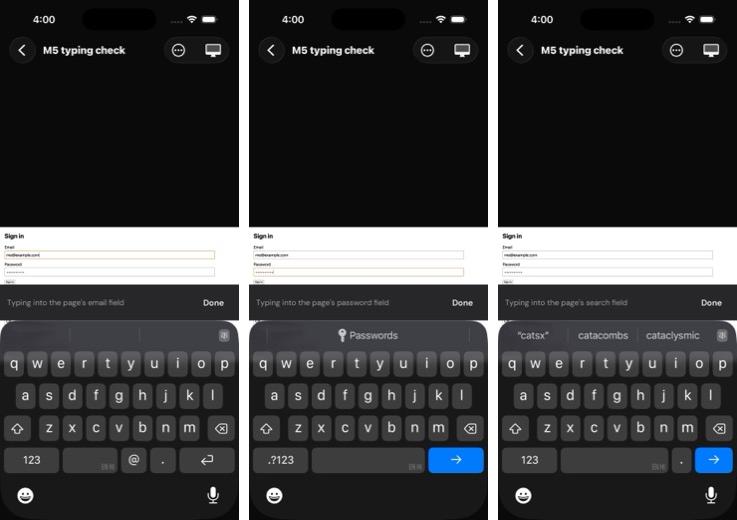 4:00
M5 typing check
Sign in
Email
me@example.com
Password
Typing into the page's email field
Done
q w e r t y u i o p
a s d f g h j k l
z x c v b n m
123
@
.
4:00
M5 typing check
Sign in
Email
me@example.com
Password
Typing into the page's password field
Done
Passwords
q w e r t y u i o p
a s d f g h j k l
z x c v b n m
.?123
4:00
M5 typing check
Sign in
Email
me@example.com
Password
Typing into the page's search field
Done
“catsx” catacombs cataclysmic
q w e r t y u i o p
a s d f g h j k l
z x c v b n m
123
.